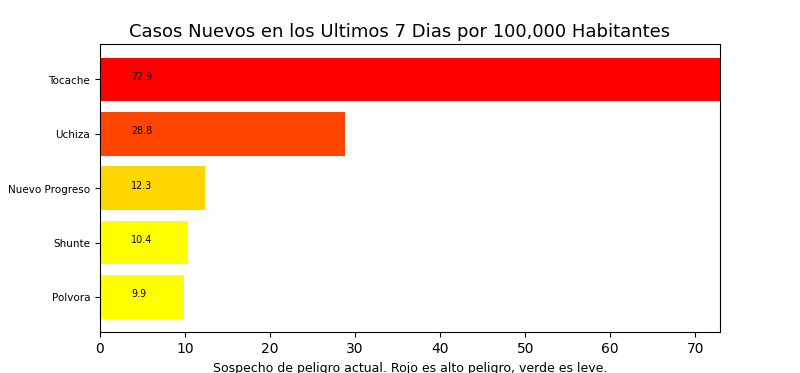 Casos Nuevos en los Ultimos 7 Dias por 100,000 Habitantes
Tocache 72.9
Uchiza 28.8
Nuevo Progreso 12.3
Shunte 10.4
Polvora 9.9
0 10 20 30 40 50 60 70
Sospecho de peligro actual. Rojo es alto peligro, verde es leve.